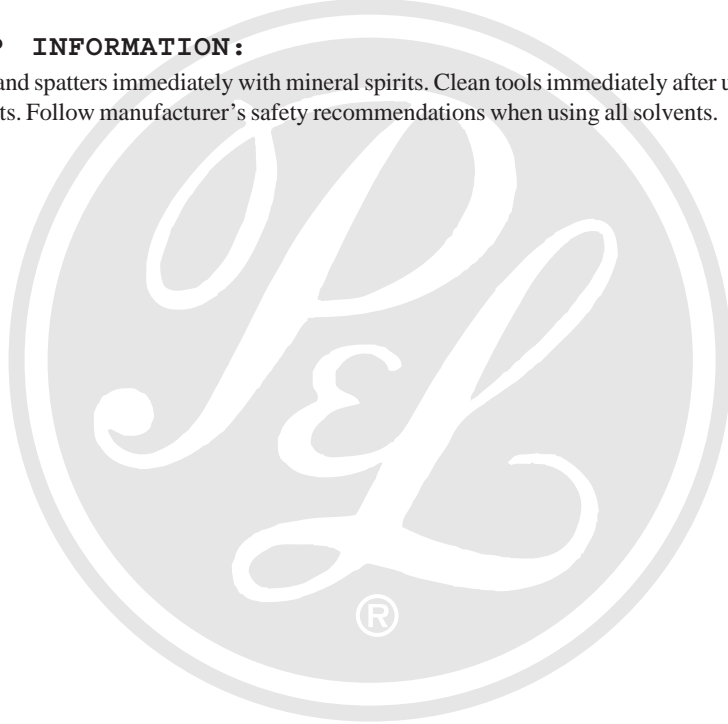 P INFORMATION:
and spatters immediately with mineral spirits. Clean tools immediately after u
ts. Follow manufacturer’s safety recommendations when using all solvents.
P&L
®